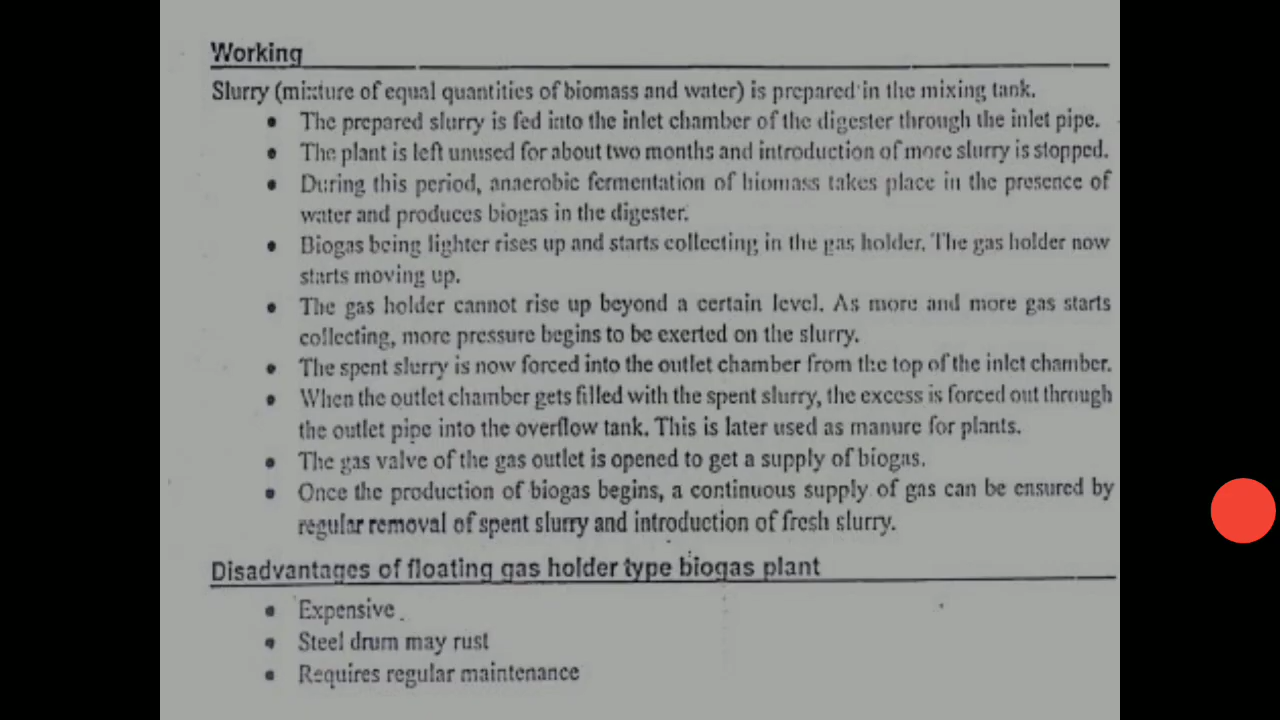 Working
Slurry (mixture of equal quantities of biomass and water) is prepared in the mixing tank.
• The prepared slurry is fed into the inlet chamber of the digester through the inlet pipe.
• The plant is left unused for about two months and introduction of more slurry is stopped.
• During this period, anaerobic fermentation of biomass takes place in the presence of
water and produces biogas in the digester.
• Biogas being lighter rises up and starts collecting in the gas holder. The gas holder now
starts moving up.
• The gas holder cannot rise up beyond a certain level. As more and more gas starts
collecting, more pressure begins to be exerted on the slurry.
• The spent slurry is now forced into the outlet chamber from the top of the inlet chamber.
• When the outlet chamber gets filled with the spent slurry, the excess is forced out through
the outlet pipe into the overflow tank. This is later used as manure for plants.
• The gas valve of the gas outlet is opened to get a supply of biogas.
• Once the production of biogas begins, a continuous supply of gas can be ensured by
regular removal of spent slurry and introduction of fresh slurry.
Disadvantages of floating gas holder type biogas plant
• Expensive
• Steel drum may rust
• Requires regular maintenance